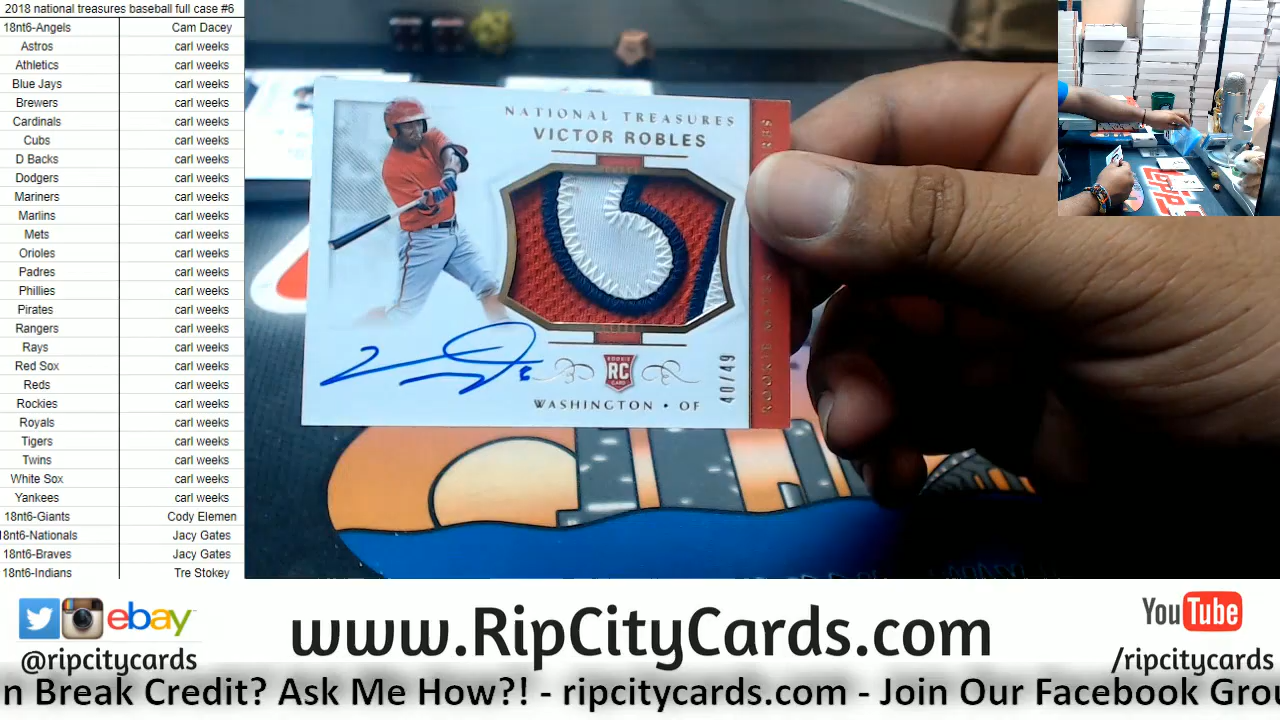 2018 national treasures baseball full case #6
18nt6-Angels Cam Dacey
Astros carl weeks
Athletics carl weeks
Blue Jays carl weeks
Brewers carl weeks
Cardinals carl weeks
Cubs carl weeks
D Backs carl weeks
Dodgers carl weeks
Mariners carl weeks
Marlins carl weeks
Mets carl weeks
Orioles carl weeks
Padres carl weeks
Phillies carl weeks
Pirates carl weeks
Rangers carl weeks
Rays carl weeks
Red Sox carl weeks
Reds carl weeks
Rockies carl weeks
Royals carl weeks
Tigers carl weeks
Twins carl weeks
White Sox carl weeks
Yankees carl weeks
18nt6-Giants Cody Elemen
18nt6-Nationals Jacy Gates
18nt6-Braves Jacy Gates
18nt6-Indians Tre Stokey
NATIONAL TREASURES
VICTOR ROBLES
ROOKIE
RC
CARD
WASHINGTON • OF
40/49
ROOKIE
ebay
@ripcitycards
www.RipCityCards.com
YouTube
/ripcitycards
n Break Credit? Ask Me How?! - ripcitycards.com - Join Our Facebook Grou